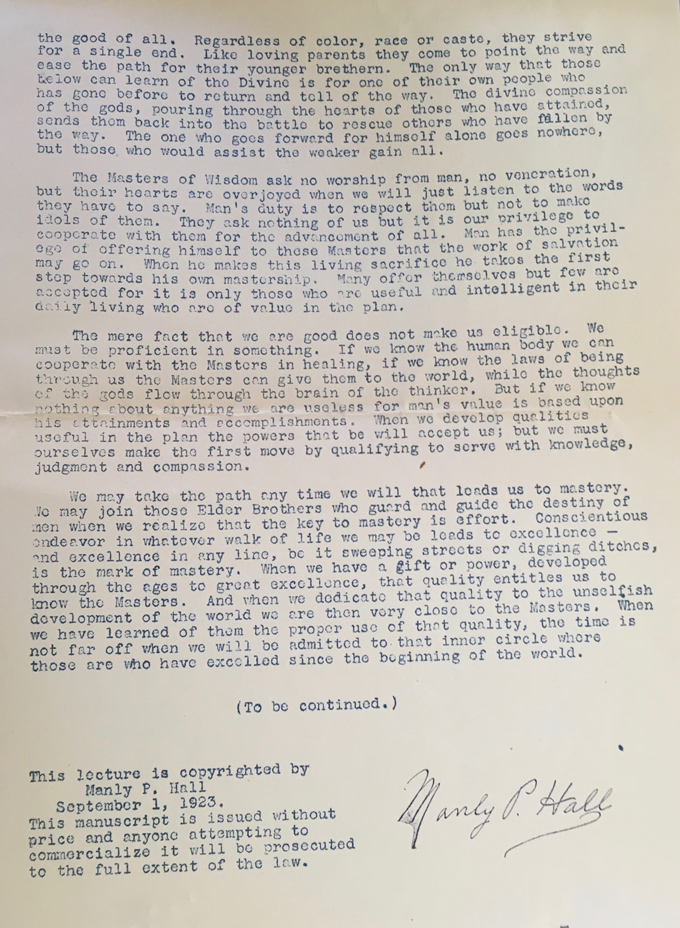 the good of all. Regardless of color, race or caste, they strive
for a single end. Like loving parents they come to point the way and
ease the path for their younger brethern. The only way that those
below can learn of the Divine is for one of their own people who
has gone before to return and tell of the way. The divine compassion
of the gods, pouring through the hearts of those who have attained,
sends them back into the battle to rescue others who have fallen by
the way. The one who goes forward for himself alone goes nowhere,
but those who would assist the weaker gain all.
The Masters of Wisdom ask no worship from man, no veneration,
but their hearts are overjoyed when we will just listen to the words
they have to say. Man's duty is to respect them but not to make
idols of them. They ask nothing of us but it is our privilege to
cooperate with them for the advancement of all. Man has the privil-
ege of offering himself to these Masters that the work of salvation
may go on. When he makes this living sacrifice he takes the first
step towards his own mastership. Many offer themselves but few are
accepted for it is only those who are useful and intelligent in their
daily living who are of value in the plan.
The mere fact that we are good does not make us eligible. We
must be proficient in something. If we know the human body we can
cooperate with the Masters in healing, if we know the laws of being
through us the Masters can give them to the world, while the thoughts
of the gods flow through the brain of the thinker. But if we know
nothing about anything we are useless for man's value is based upon
his attainments and accomplishments. When we develop qualities
useful in the plan the powers that be will accept us; but we must
ourselves make the first move by qualifying to serve with knowledge,
judgment and compassion.
We may take the path any time we will that leads us to mastery.
We may join those Elder Brothers who guard and guide the destiny of
men when we realize that the key to mastery is effort. Conscientious
endeavor in whatever walk of life we may be leads to excellence —
and excellence in any line, be it sweeping streets or digging ditches,
is the mark of mastery. When we have a gift or power, developed
through the ages to great excellence, that quality entitles us to
know the Masters. And when we dedicate that quality to the unselfish
development of the world we are then very close to the Masters. When
we have learned of them the proper use of that quality, the time is
not far off when we will be admitted to that inner circle where
those are who have excelled since the beginning of the world.
(To be continued.)
This lecture is copyrighted by
Manly P. Hall
September 1, 1923.
This manuscript is issued without
price and anyone attempting to
commercialize it will be prosecuted
to the full extent of the law.
Manly P. Hall